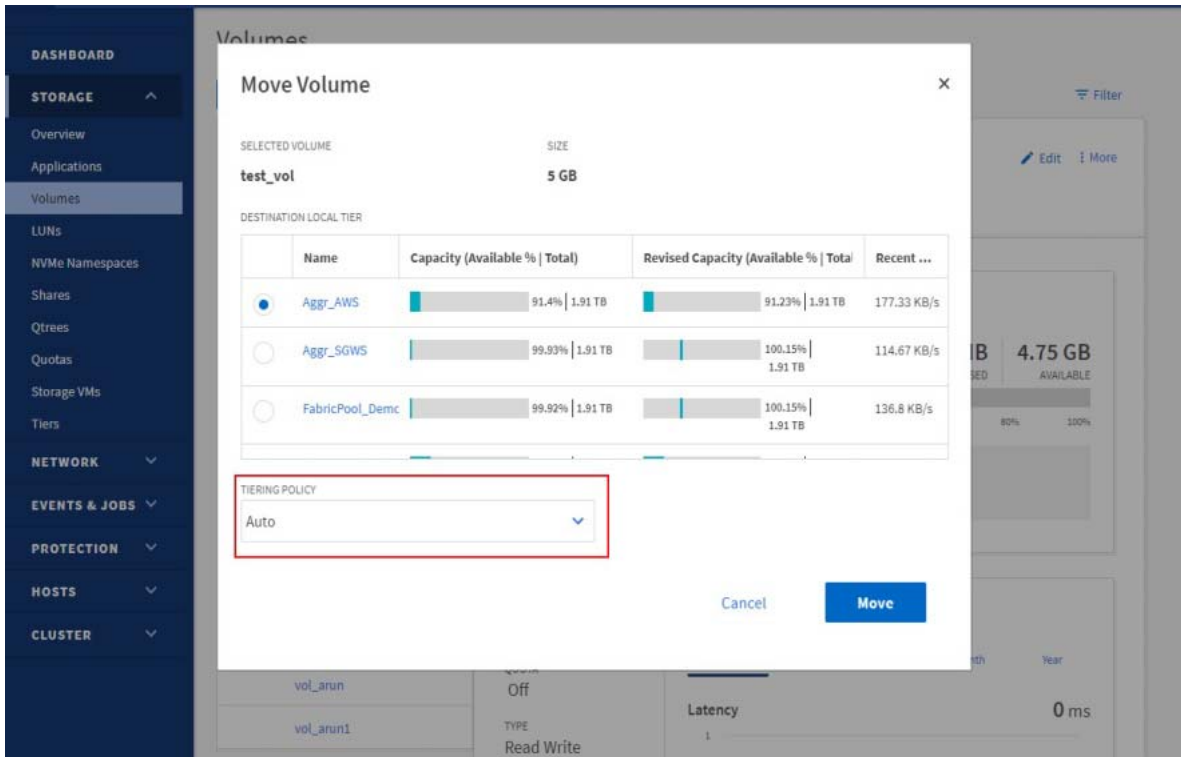 Volumes
DASHBOARD
STORAGE
Overview
Applications
Volumes
LUNs
NVMe Namespaces
Shares
Qtrees
Quotas
Storage VMs
Tiers
NETWORK
EVENTS & JOBS
PROTECTION
HOSTS
CLUSTER
Filter
Edit More
Move Volume
SELECTED VOLUME SIZE
test_vol 5 GB
DESTINATION LOCAL TIER
Name Capacity (Available % | Total) Revised Capacity (Available % | Total Recent ...
Aggr_AWS 91.4% | 1.91 TB 91.23% | 1.91 TB 177.33 KB/s
Aggr_SGWS 99.93% | 1.91 TB 100.15% | 114.67 KB/s
1.91 TB
FabricPool_Demo 99.92% | 1.91 TB 100.15% | 136.8 KB/s
1.91 TB
TIERING POLICY
Auto
Cancel Move
4.75 GB
AVAILABLE
80% 100%
Year
vol_arun
Off
vol_arun1
TYPE
Read Write
Latency 0 ms
1